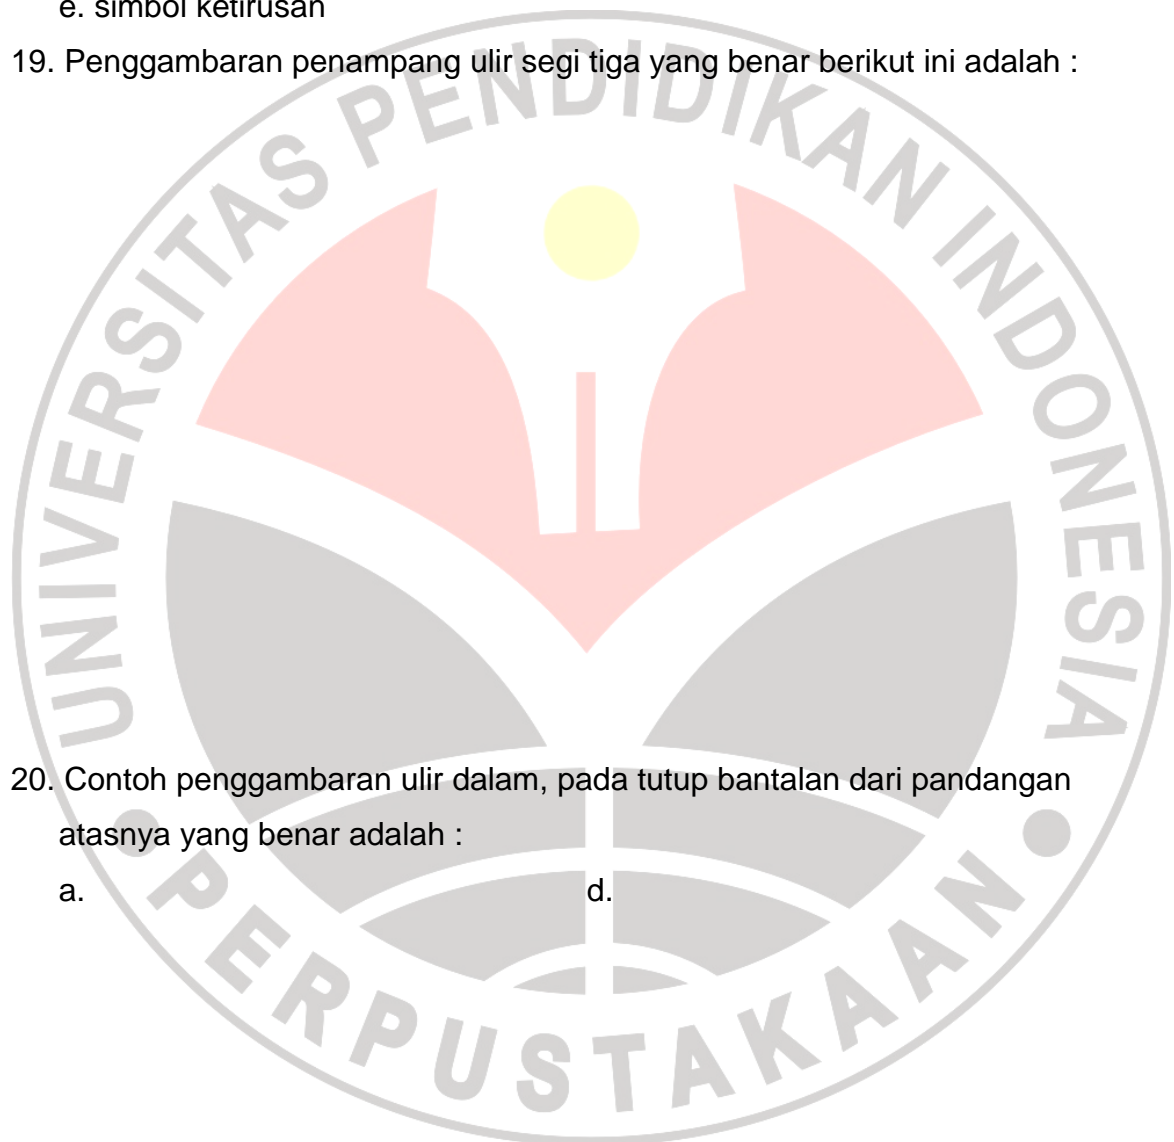 e. simbol ketirusan
19. Penggambaran penampang ulir segi tiga yang benar berikut ini adalah :
20. Contoh penggambaran ulir dalam, pada tutup bantalan dari pandangan
atasnya yang benar adalah :
a. d.
UNIVERSITAS PENDIDIKAN INDONESIA
PERPUSTAKAAN